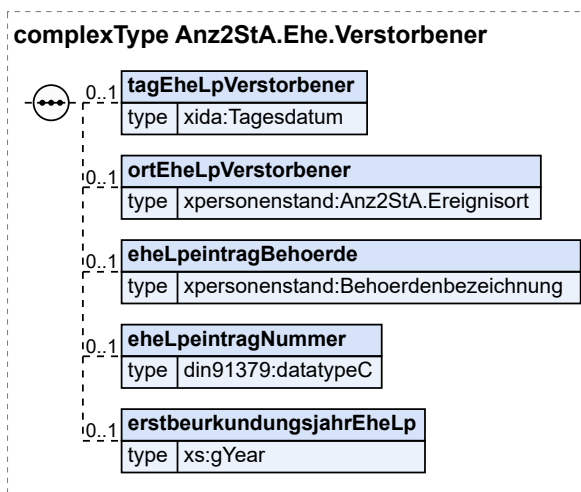 complexType Anz2StA.Ehe.Verstorbener
0..1 tagEheLpVerstorbener
type xida:Tagesdatum
0..1 ortEheLpVerstorbener
type xpersonenstand:Anz2StA.Ereignisort
0..1 eheLpeintragBehoerde
type xpersonenstand:Behoerdenbezeichnung
0..1 eheLpeintragNummer
type din91379:datatypeC
0..1 erstbeurkundungsjahrEheLp
type xs:gYear